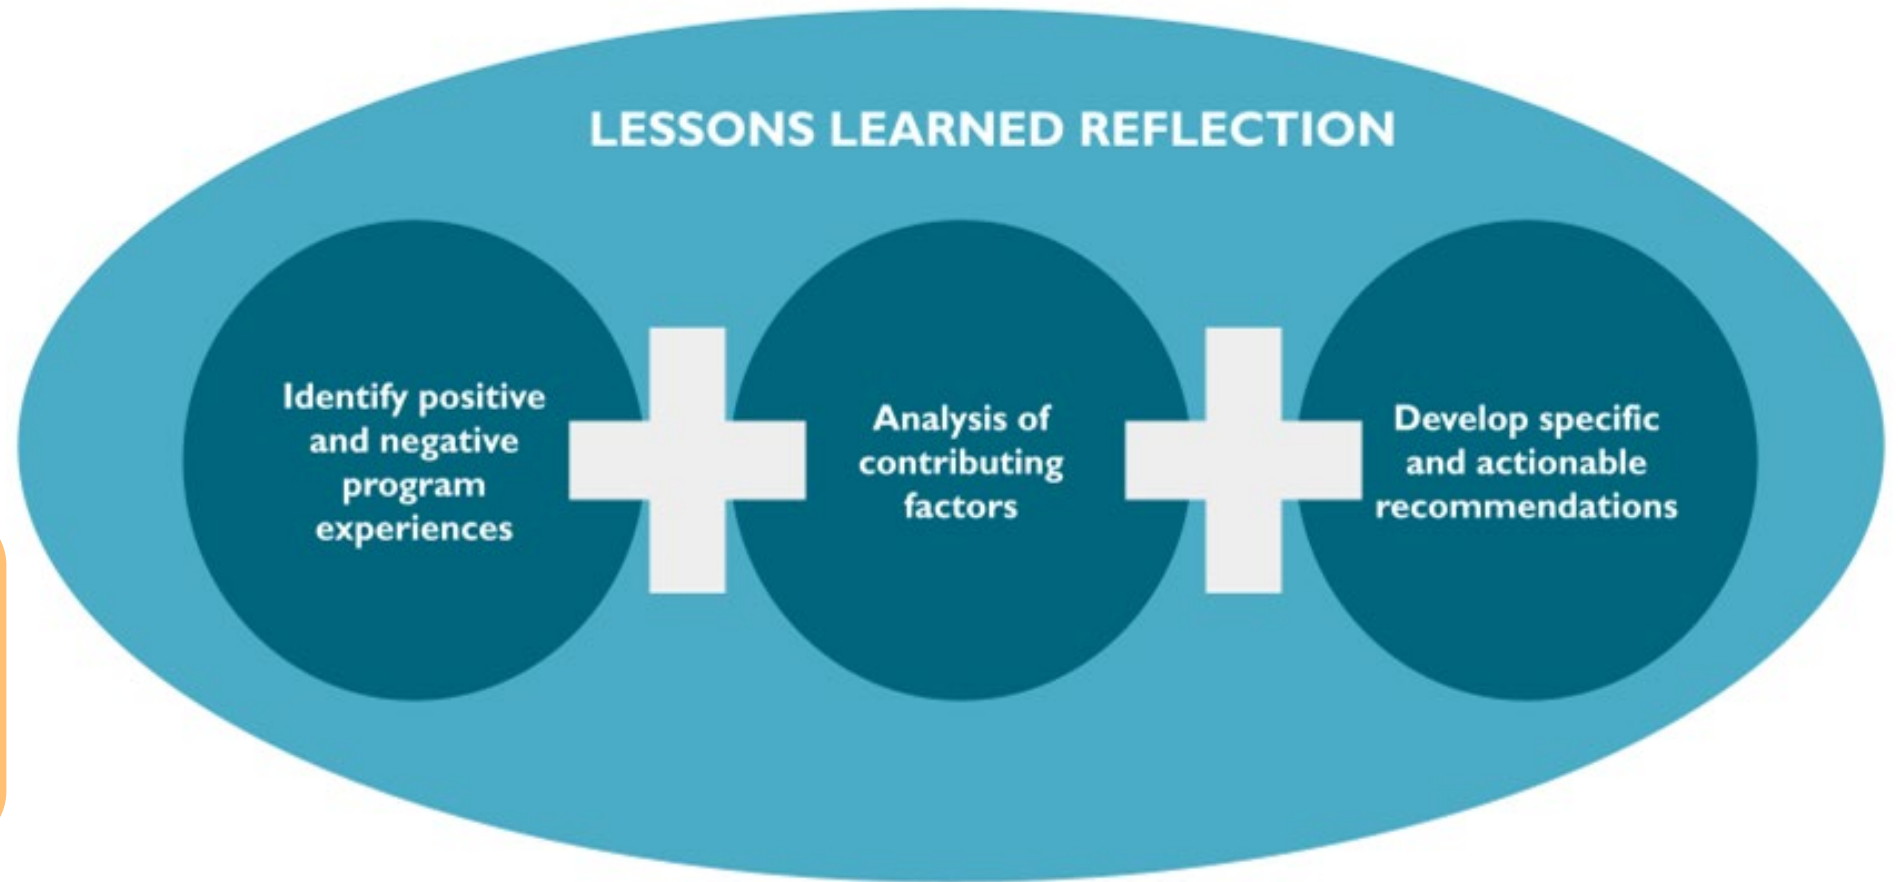 LESSONS LEARNED REFLECTION
Identify positive
and negative
program
experiences
Analysis of
contributing
factors
Develop specific
and actionable
recommendations